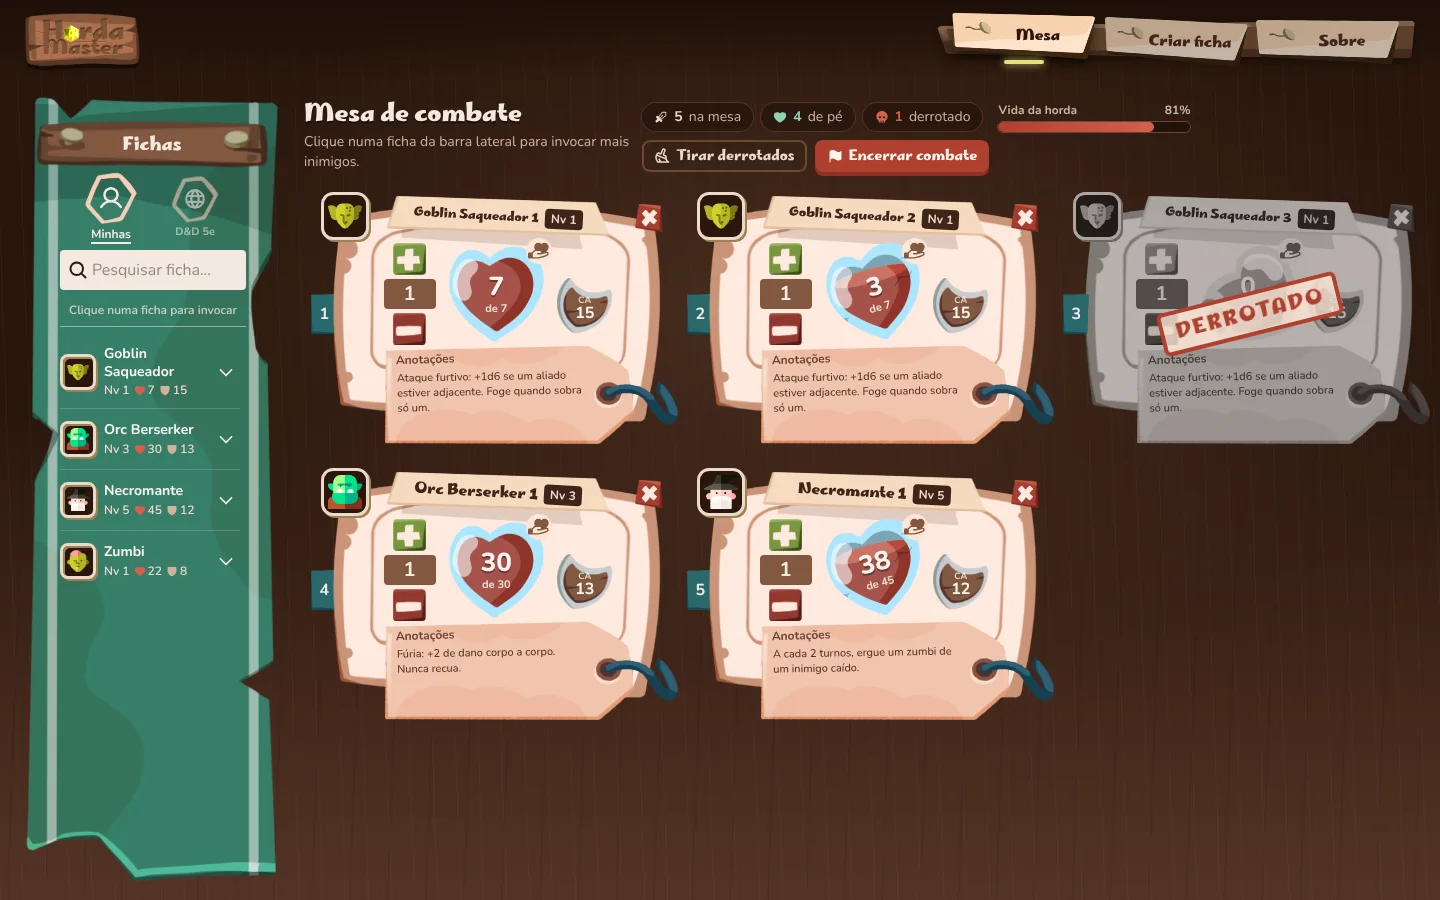 Horda
Master
Mesa
Criar ficha
Sobre
Fichas
Minhas
D&D 5e
Pesquisar ficha...
Clique numa ficha para invocar
Goblin
Saqueador
Nv 1 7 15
Orc Berserker
Nv 3 30 13
Necromante
Nv 5 45 12
Zumbi
Nv 1 22 8
Mesa de combate
Clique numa ficha da barra lateral para invocar mais
inimigos.
5 na mesa
4 de pé
1 derrotado
Vida da horda 81%
Tirar derrotados
Encerrar combate
Goblin Saqueador 1 Nv 1
1
7
de 7
CA
15
1
Anotações
Ataque furtivo: +1d6 se um aliado
estiver adjacente. Foge quando sobra
só um.
Goblin Saqueador 2 Nv 1
1
3
de 7
CA
15
2
Anotações
Ataque furtivo: +1d6 se um aliado
estiver adjacente. Foge quando sobra
só um.
Goblin Saqueador 3 Nv 1
1
0
15
3
DERROTADO
Anotações
Ataque furtivo: +1d6 se um aliado
estiver adjacente. Foge quando sobra
só um.
Orc Berserker 1 Nv 3
1
30
de 30
CA
13
4
Anotações
Fúria: +2 de dano corpo a corpo.
Nunca recua.
Necromante 1 Nv 5
1
38
de 45
CA
12
5
Anotações
A cada 2 turnos, ergue um zumbi de
um inimigo caído.